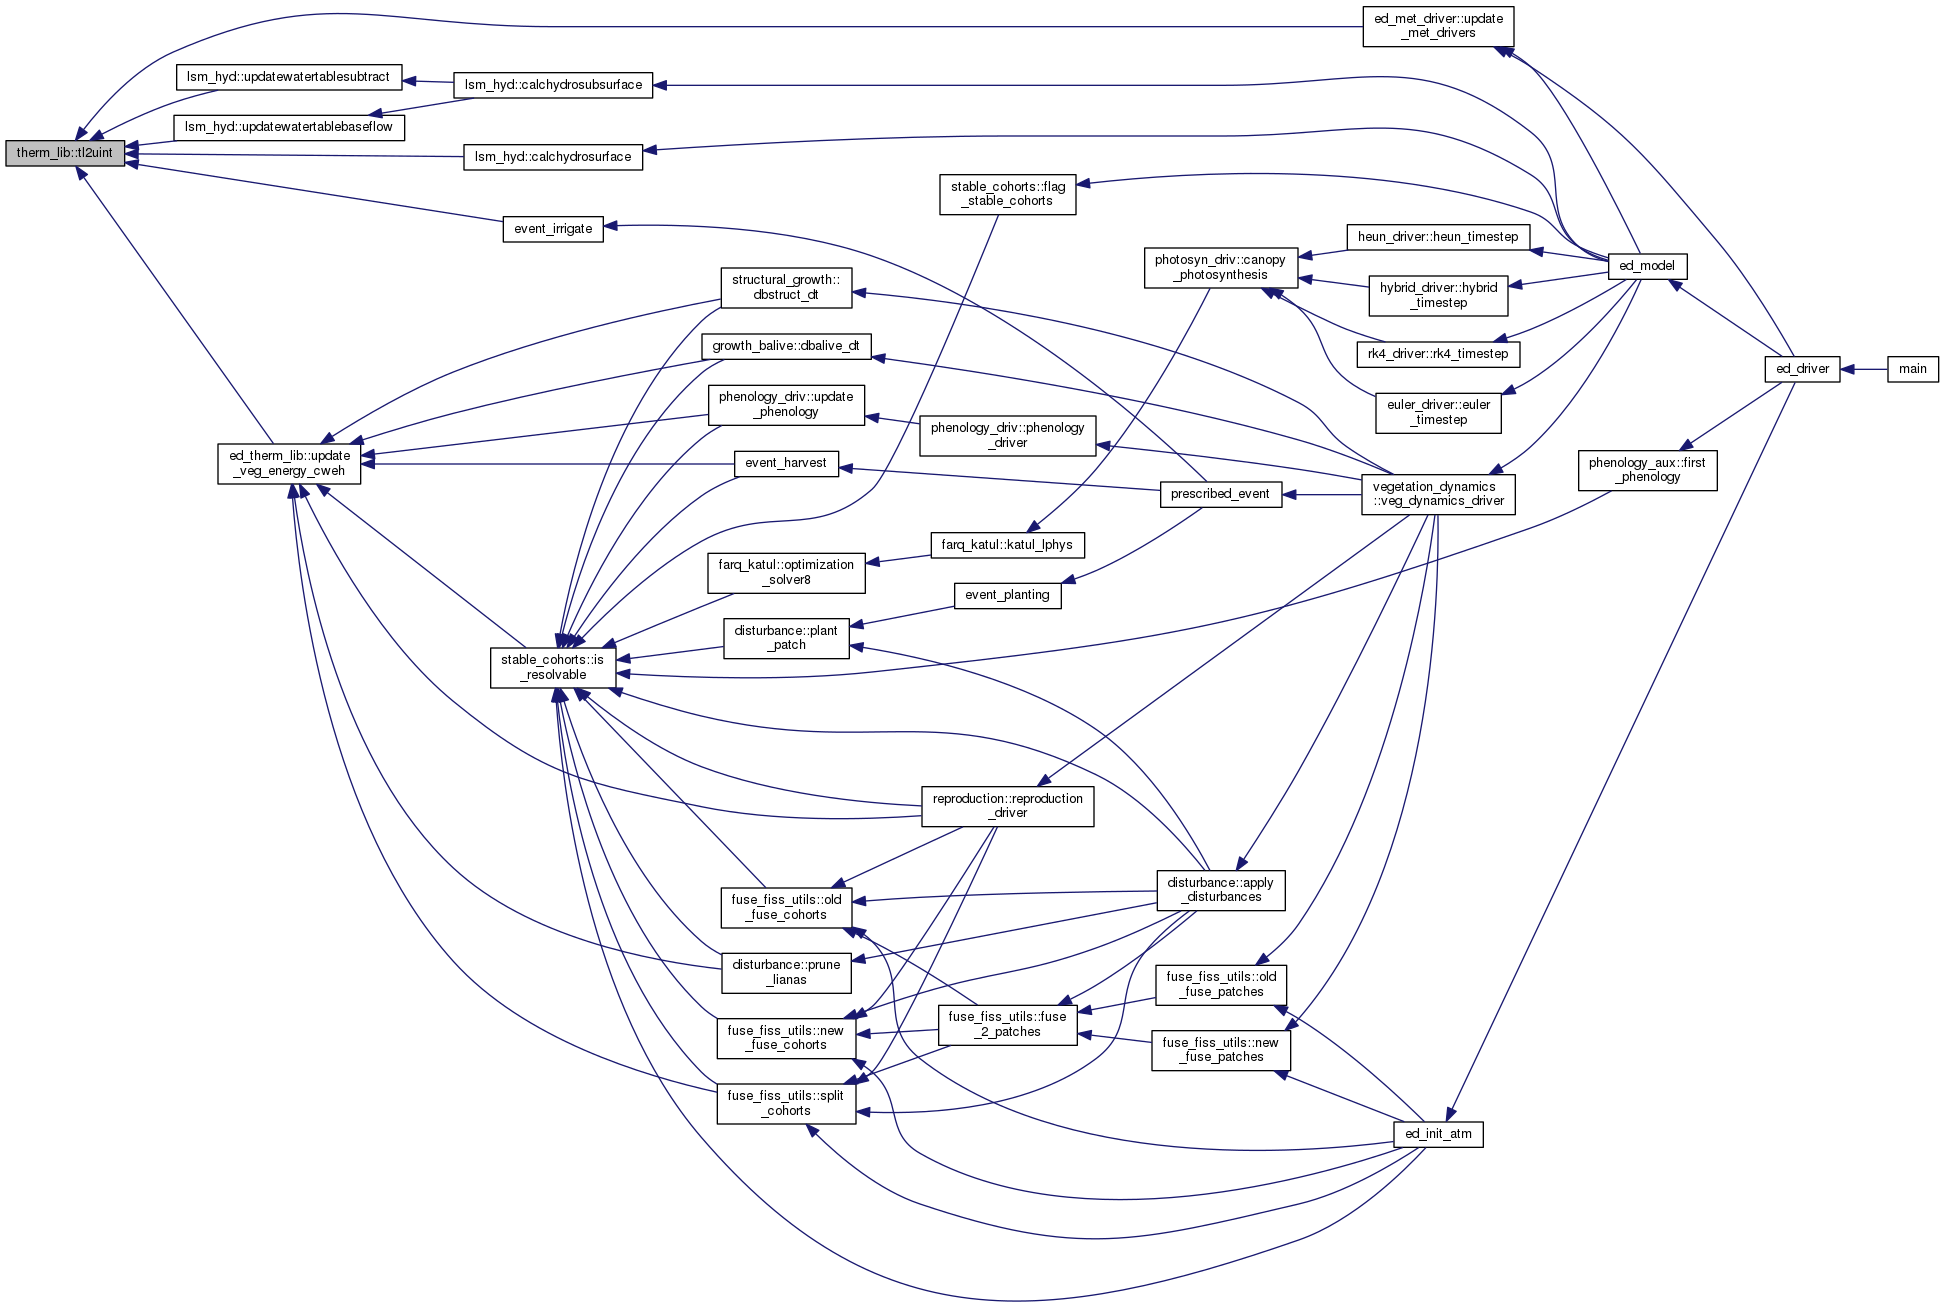 ed_met_driver::update
_met_drivers
lsm_hyd::updatewatertablesubtract
lsm_hyd::calchydrosubsurface
lsm_hyd::updatewatertablebaseflow
therm_lib::tl2uint
lsm_hyd::calchydrosurface
stable_cohorts::flag
_stable_cohorts
event_irrigate
heun_driver::heun_timestep
photosyn_driv::canopy
_photosynthesis
ed_model
structural_growth::
dbstruct_dt
hybrid_driver::hybrid
_timestep
growth_balive::dbalive_dt
rk4_driver::rk4_timestep
ed_driver
main
phenology_driv::update
_phenology
euler_driver::euler
_timestep
phenology_driv::phenology
_driver
ed_therm_lib::update
_veg_energy_cweh
event_harvest
phenology_aux::first
_phenology
prescribed_event
vegetation_dynamics
::veg_dynamics_driver
farq_katul::katul_lphys
farq_katul::optimization
_solver8
event_planting
disturbance::plant
_patch
stable_cohorts::is
_resolvable
reproduction::reproduction
_driver
disturbance::apply
_disturbances
fuse_fiss_utils::old
_fuse_cohorts
disturbance::prune
_lianas
fuse_fiss_utils::old
_fuse_patches
fuse_fiss_utils::fuse
_2_patches
fuse_fiss_utils::new
_fuse_cohorts
fuse_fiss_utils::new
_fuse_patches
fuse_fiss_utils::split
_cohorts
ed_init_atm